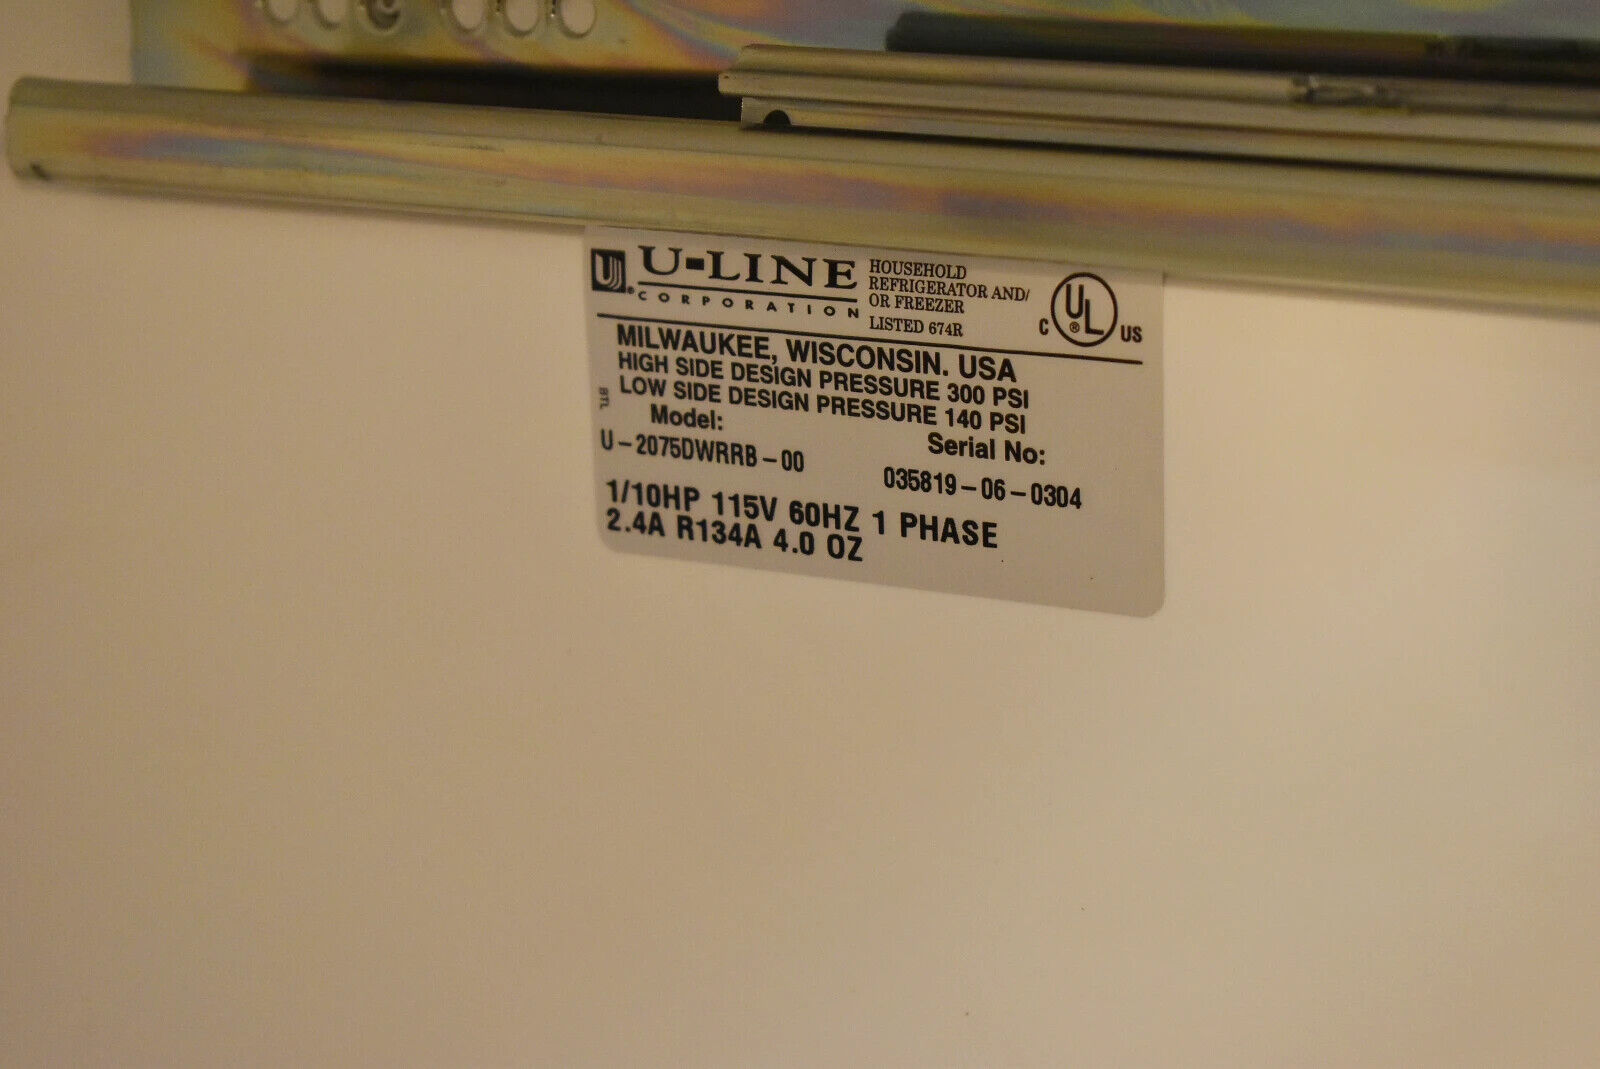 U-LINE
CORPORATION
HOUSEHOLD
REFRIGERATOR AND/
OR FREEZER
LISTED 674R
C UL US
MILWAUKEE, WISCONSIN. USA
HIGH SIDE DESIGN PRESSURE 300 PSI
LOW SIDE DESIGN PRESSURE 140 PSI
BTL
Model:
Serial No:
U-2075DWRRB-00
035819-06-0304
1/10HP 115V 60HZ 1 PHASE
2.4A R134A 4.0 OZ